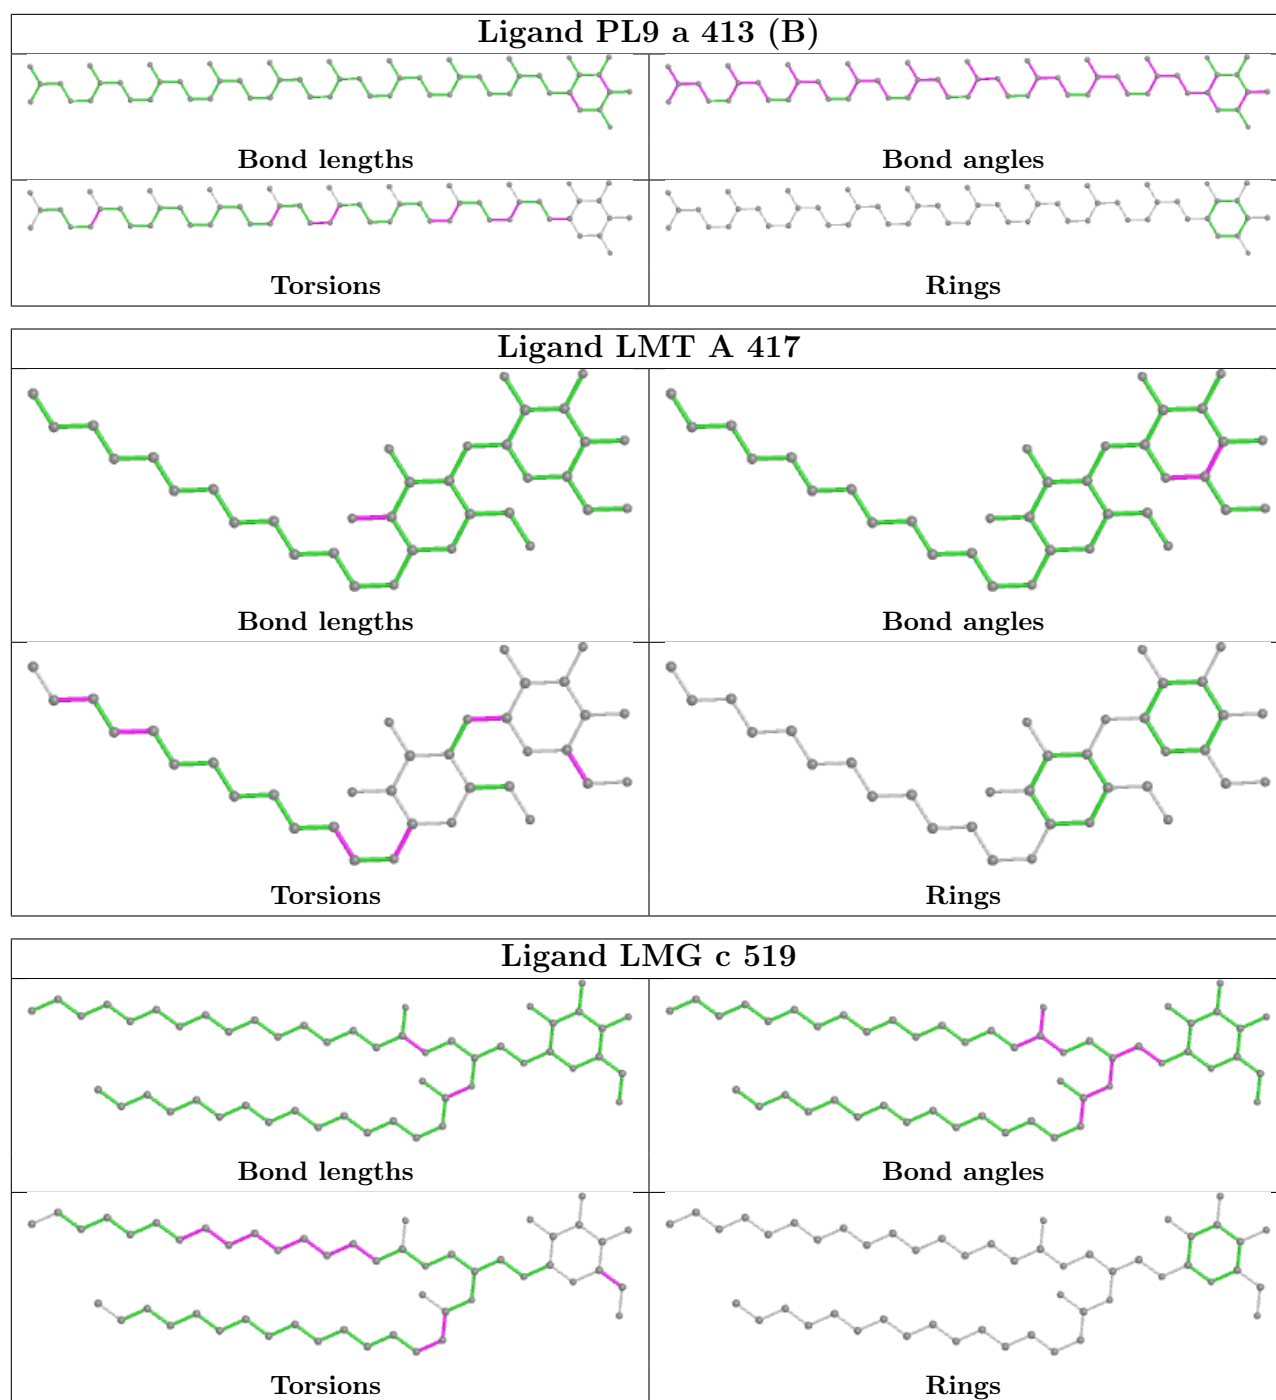 Ligand PL9 a 413 (B)
Bond lengths
Bond angles
Torsions
Rings
Ligand LMT A 417
Bond lengths
Bond angles
Torsions
Rings
Ligand LMG c 519
Bond lengths
Bond angles
Torsions
Rings